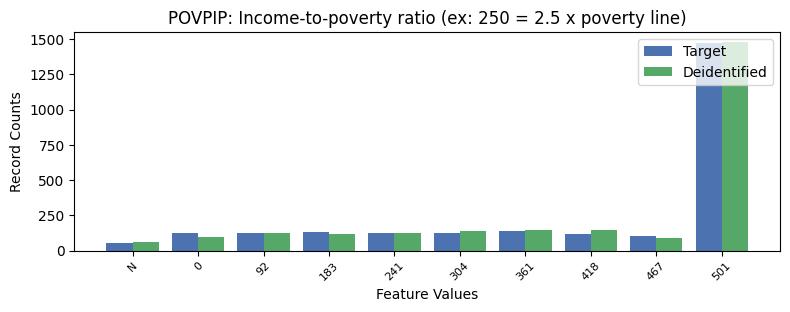 POVPIP: Income-to-poverty ratio (ex: 250 = 2.5 x poverty line)
Target
Deidentified
Record Counts
1500
1250
1000
750
500
250
0
N
0
92
183
241
304
361
418
467
501
Feature Values